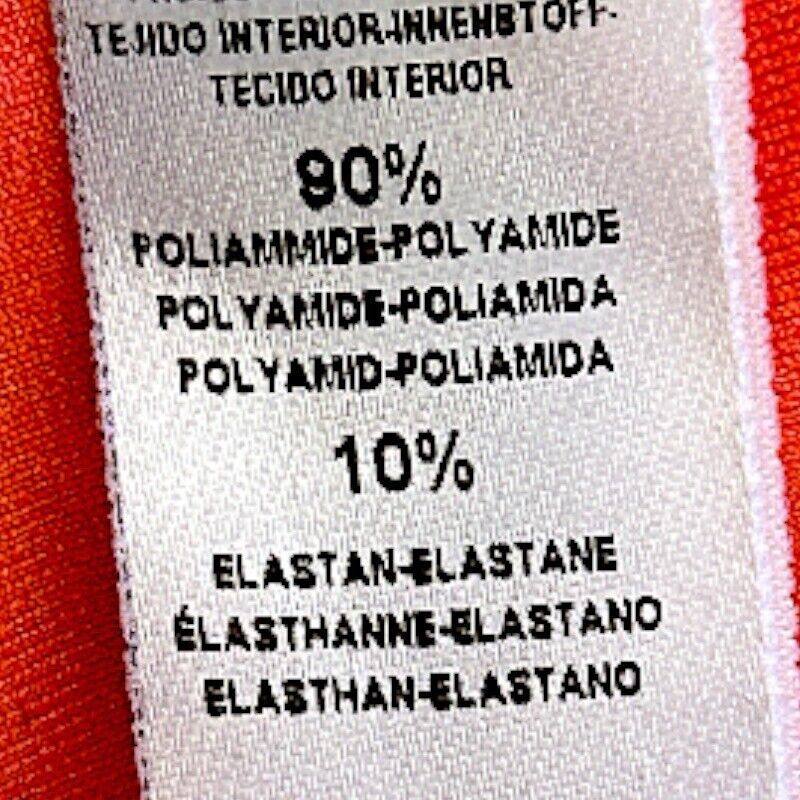 TEJIDO INTERIOR-INNENSTOFF-
TECIDO INTERIOR
90%
POLIAMMIDE-POLYAMIDE
POLYAMIDE-POLIAMIDA
POLYAMID-POLIAMIDA
10%
ELASTAN-ELASTANE
ÉLASTHANNE-ELASTANO
ELASTHAN-ELASTANO